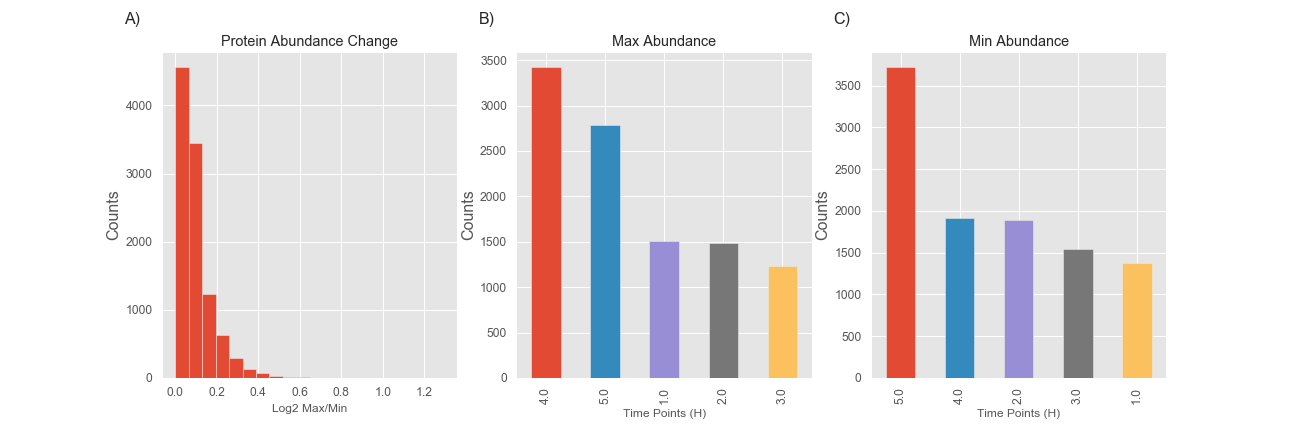 A)
Protein Abundance Change
Counts
4000
3000
2000
1000
0
0.0 0.2 0.4 0.6 0.8 1.0 1.2
Log2 Max/Min
B)
Max Abundance
Counts
3500
3000
2500
2000
1500
1000
500
0
4.0 5.0 1.0 2.0 3.0
Time Points (H)
C)
Min Abundance
Counts
3500
3000
2500
2000
1500
1000
500
0
5.0 4.0 2.0 3.0 1.0
Time Points (H)